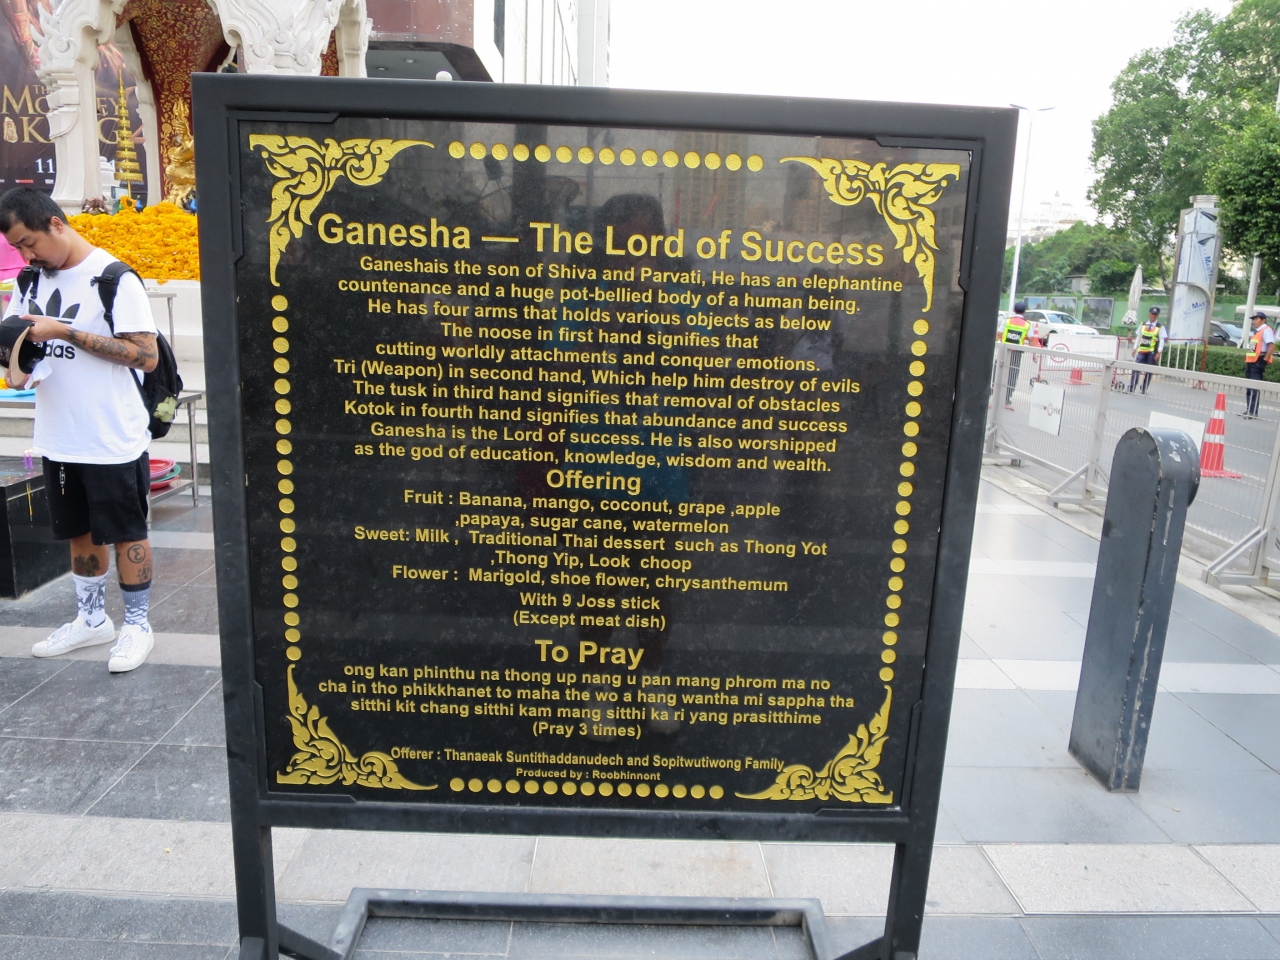 THE
MONKEY
KING
11
adidas
Ganesha — The Lord of Success
Ganeshais the son of Shiva and Parvati, He has an elephantine
countenance and a huge pot-bellied body of a human being.
He has four arms that holds various objects as below
The noose in first hand signifies that
cutting worldly attachments and conquer emotions.
Tri (Weapon) in second hand, Which help him destroy of evils
The tusk in third hand signifies that removal of obstacles
Kotok in fourth hand signifies that abundance and success
Ganesha is the Lord of success. He is also worshipped
as the god of education, knowledge, wisdom and wealth.
Offering
Fruit : Banana, mango, coconut, grape ,apple
,papaya, sugar cane, watermelon
Sweet: Milk , Traditional Thai dessert such as Thong Yot
,Thong Yip, Look choop
Flower : Marigold, shoe flower, chrysanthemum
With 9 Joss stick
(Except meat dish)
To Pray
ong kan phinthu na thong up nang u pan mang phrom ma no
cha in tho phikkhanet to maha the wo a hang wantha mi sappha tha
sitthi kit chang sitthi kam mang sitthi ka ri yang prasitthime
(Pray 3 times)
Offerer : Thanaeak Suntithaddanudech and Sopitwutiwong Family
Produced by : Roobhinnont